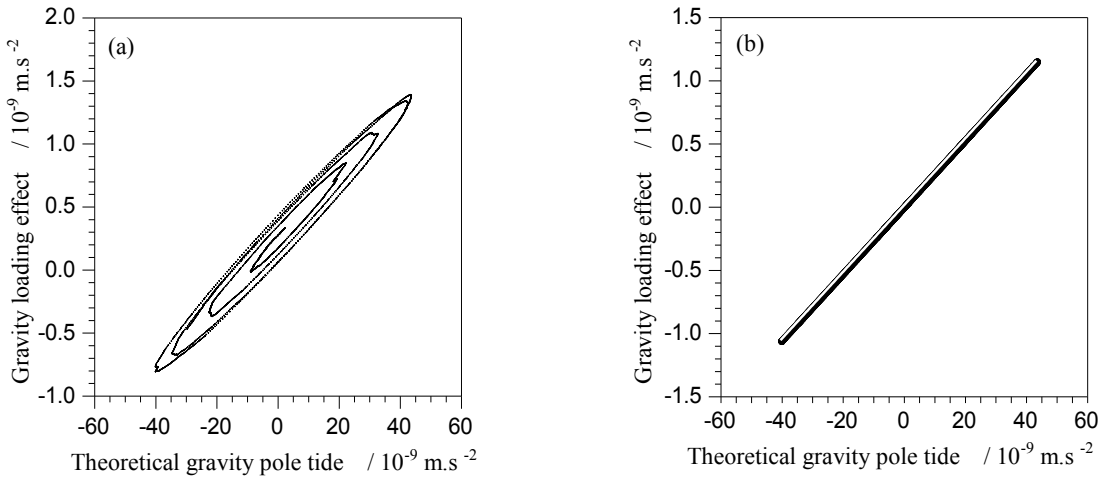 (a)
2.0
1.5
1.0
0.5
0.0
-0.5
-1.0
-60 -40 -20 0 20 40 60
Gravity loading effect / 10-9 m.s -2
Theoretical gravity pole tide / 10-9 m.s -2
(b)
1.5
1.0
0.5
0.0
-0.5
-1.0
-1.5
-60 -40 -20 0 20 40 60
Gravity loading effect / 10-9 m.s -2
Theoretical gravity pole tide / 10-9 m.s -2